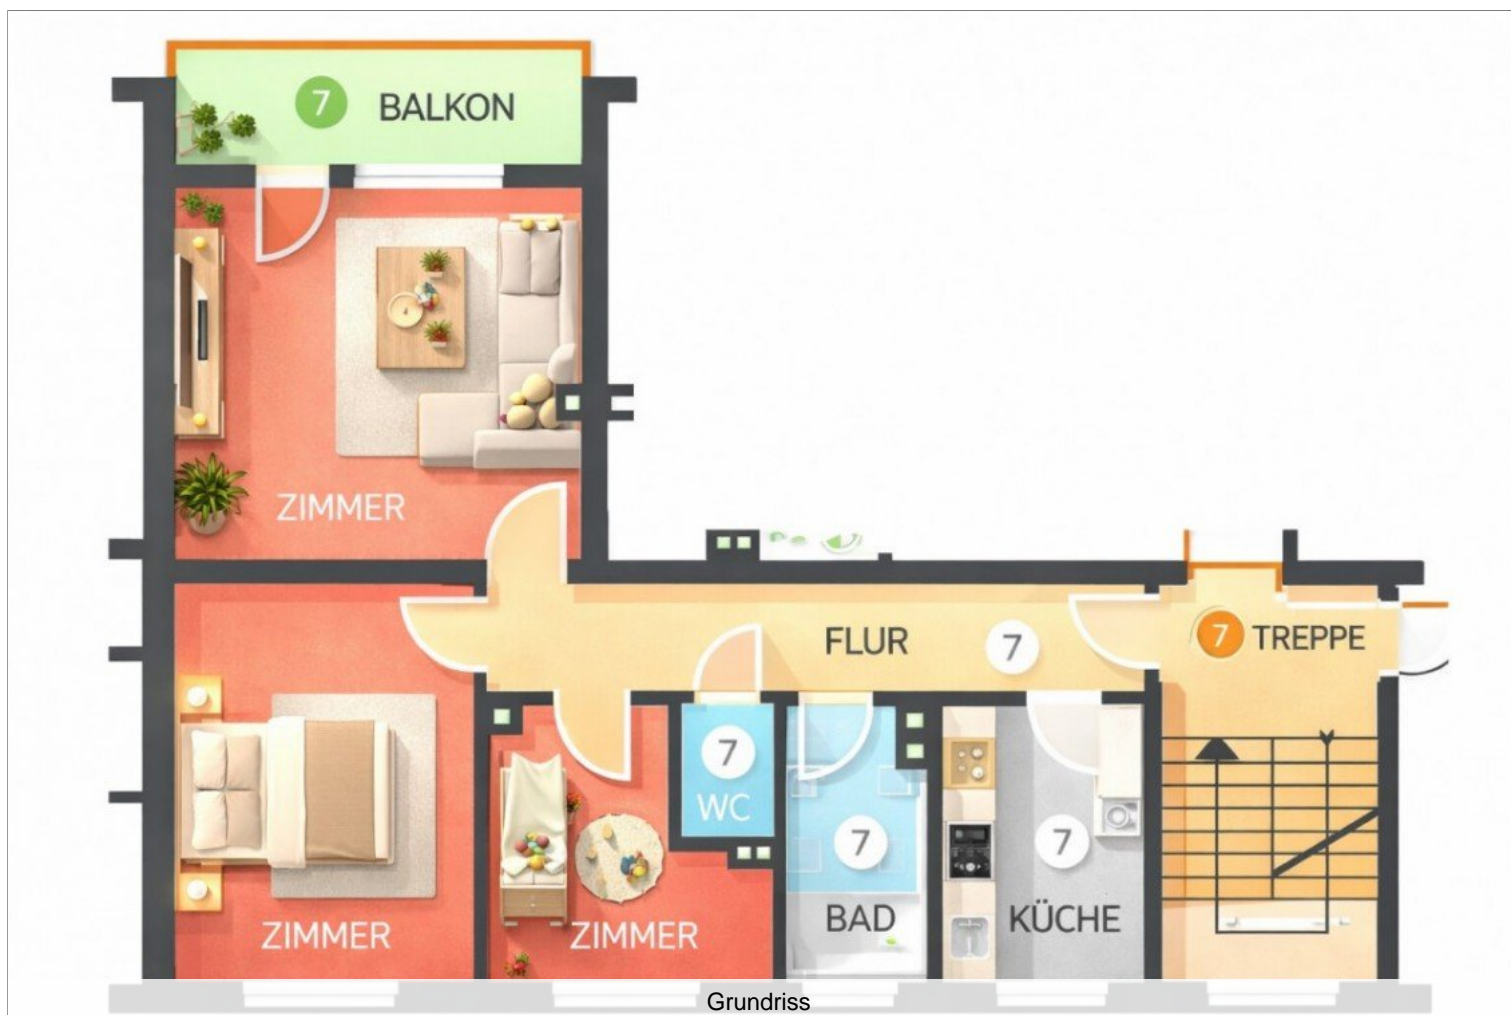 7 BALKON
ZIMMER
FLUR 7
7 TREPPE
7
WC
7
BAD
7
KÜCHE
ZIMMER
ZIMMER
Grundriss